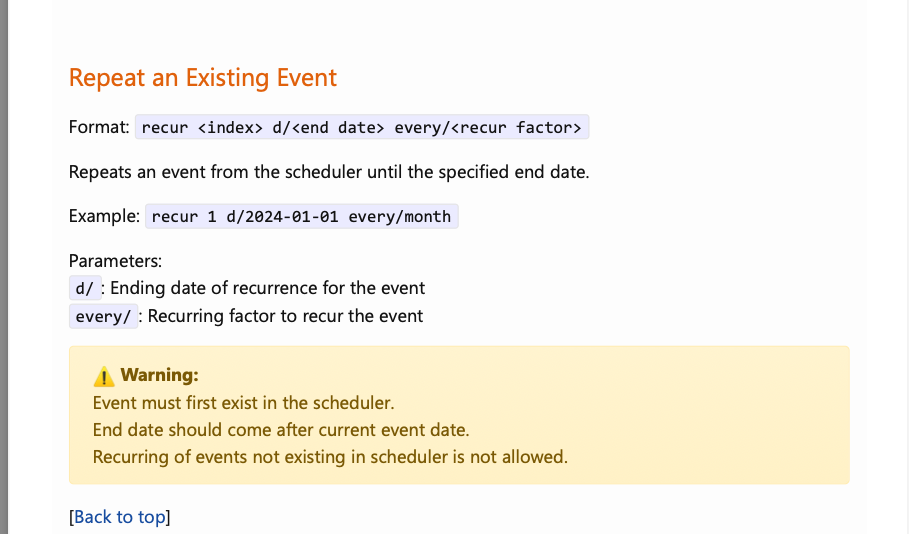 Repeat an Existing Event
Format: recur <index> d/<end date> every/<recur factor>
Repeats an event from the scheduler until the specified end date.
Example: recur 1 d/2024-01-01 every/month
Parameters:
d/ : Ending date of recurrence for the event
every/ : Recurring factor to recur the event
⚠️ Warning:
Event must first exist in the scheduler.
End date should come after current event date.
Recurring of events not existing in scheduler is not allowed.
[Back to top]